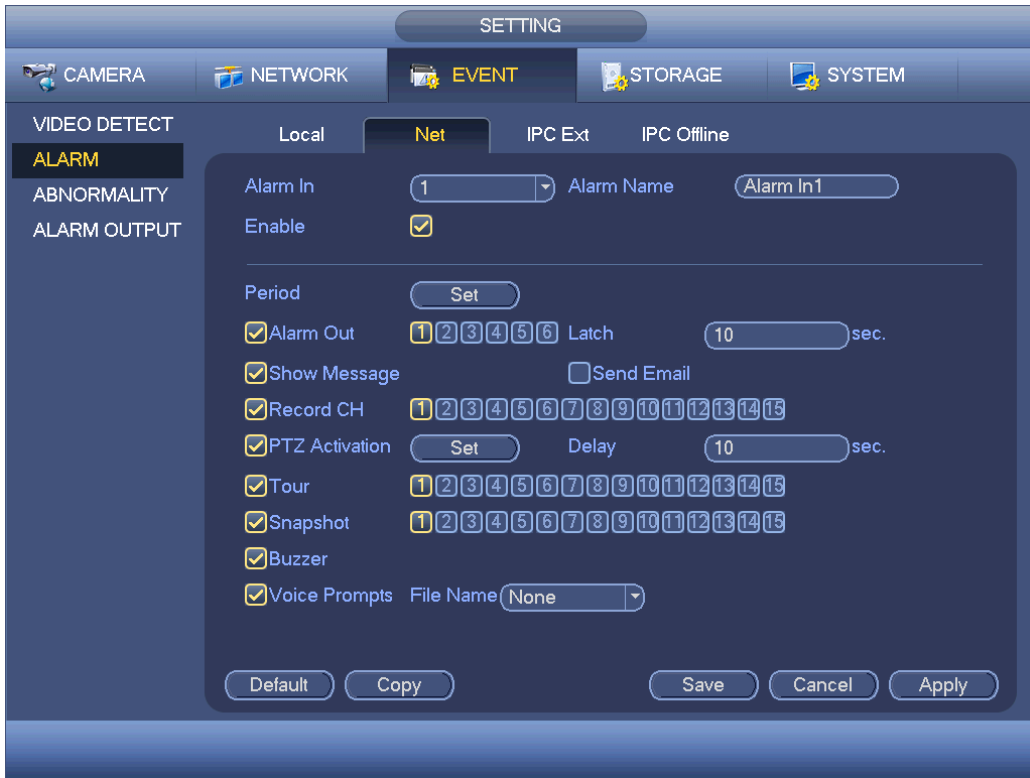 SETTING
CAMERA NETWORK EVENT STORAGE SYSTEM
VIDEO DETECT
ALARM
ABNORMALITY
ALARM OUTPUT
Local Net IPC Ext IPC Offline
Alarm In 1 Alarm Name Alarm In1
Enable
Period Set
Alarm Out 1 2 3 4 5 6 Latch 10 sec.
Show Message Send Email
Record CH 1 2 3 4 5 6 7 8 9 10 11 12 13 14 15
PTZ Activation Set Delay 10 sec.
Tour 1 2 3 4 5 6 7 8 9 10 11 12 13 14 15
Snapshot 1 2 3 4 5 6 7 8 9 10 11 12 13 14 15
Buzzer
Voice Prompts File Name None
Default Copy Save Cancel Apply